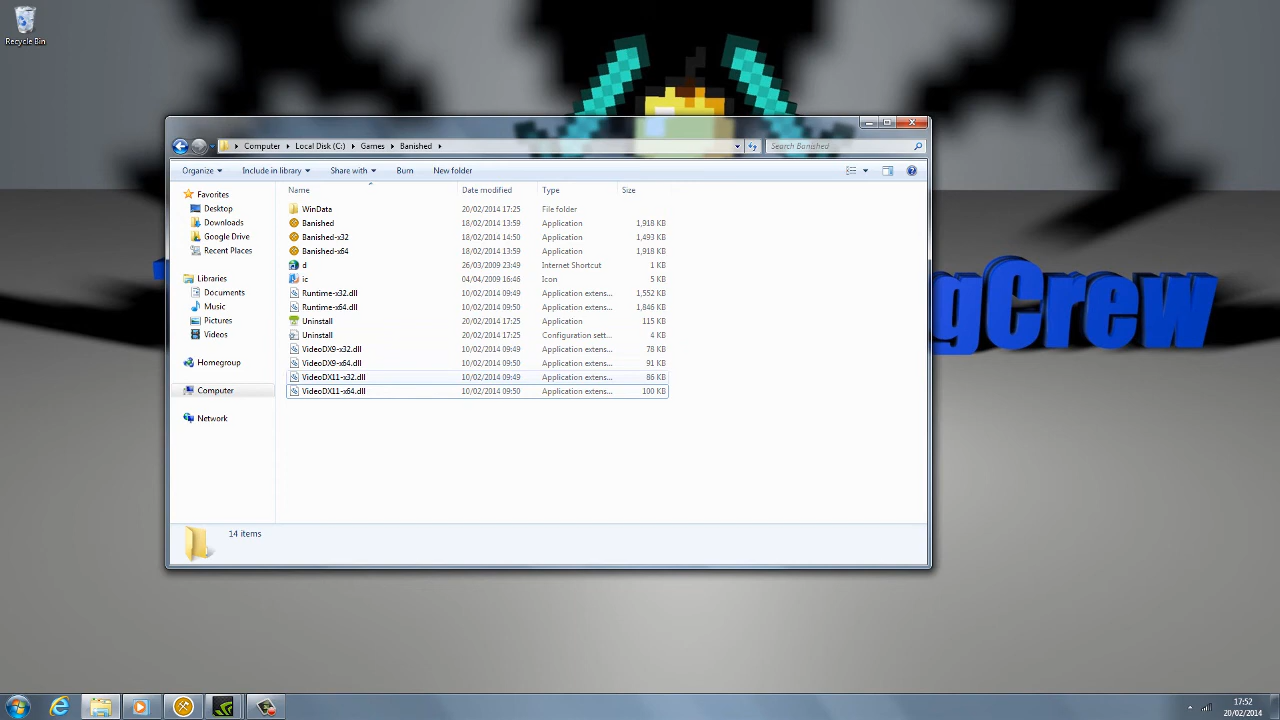 Recycle Bin
Computer Local Disk (C:) Games Banished
Search Banished
Organize Include in library Share with Burn New folder
Name Date modified Type Size
Favorites
Desktop
Downloads
Google Drive
Recent Places
Libraries
Documents
Music
Pictures
Videos
Homegroup
Computer
Network
WinData 20/02/2014 17:25 File folder
Banished 18/02/2014 13:59 Application 1,918 KB
Banished-x32 18/02/2014 14:50 Application 1,493 KB
Banished-x64 18/02/2014 13:59 Application 1,918 KB
d 26/03/2009 23:49 Internet Shortcut 1 KB
ic 04/04/2009 16:46 Icon 5 KB
Runtime-x32.dll 10/02/2014 09:49 Application extens... 1,552 KB
Runtime-x64.dll 10/02/2014 09:50 Application extens... 1,846 KB
Uninstall 20/02/2014 17:25 Application 115 KB
Uninstall 20/02/2014 17:25 Configuration sett... 4 KB
VideoDX9-x32.dll 10/02/2014 09:49 Application extens... 78 KB
VideoDX9-x64.dll 10/02/2014 09:50 Application extens... 91 KB
VideoDX11-x32.dll 10/02/2014 09:49 Application extens... 86 KB
VideoDX11-x64.dll 10/02/2014 09:50 Application extens... 100 KB
14 items
gCrew
17:52
20/02/2014